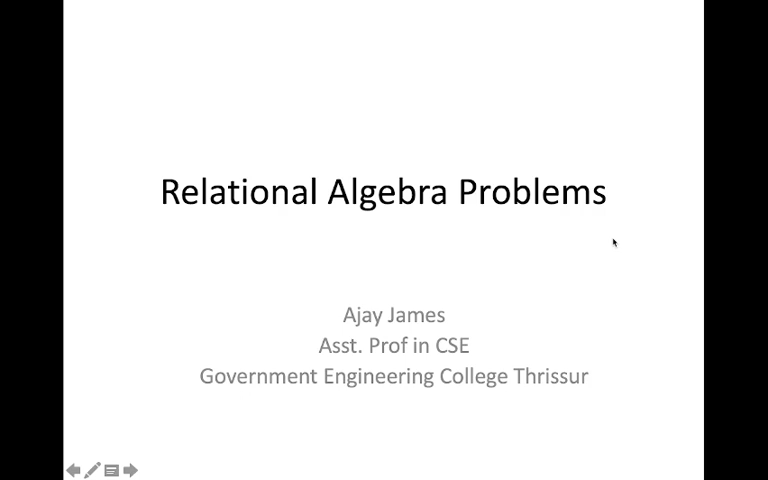 Relational Algebra Problems
Ajay James
Asst. Prof in CSE
Government Engineering College Thrissur